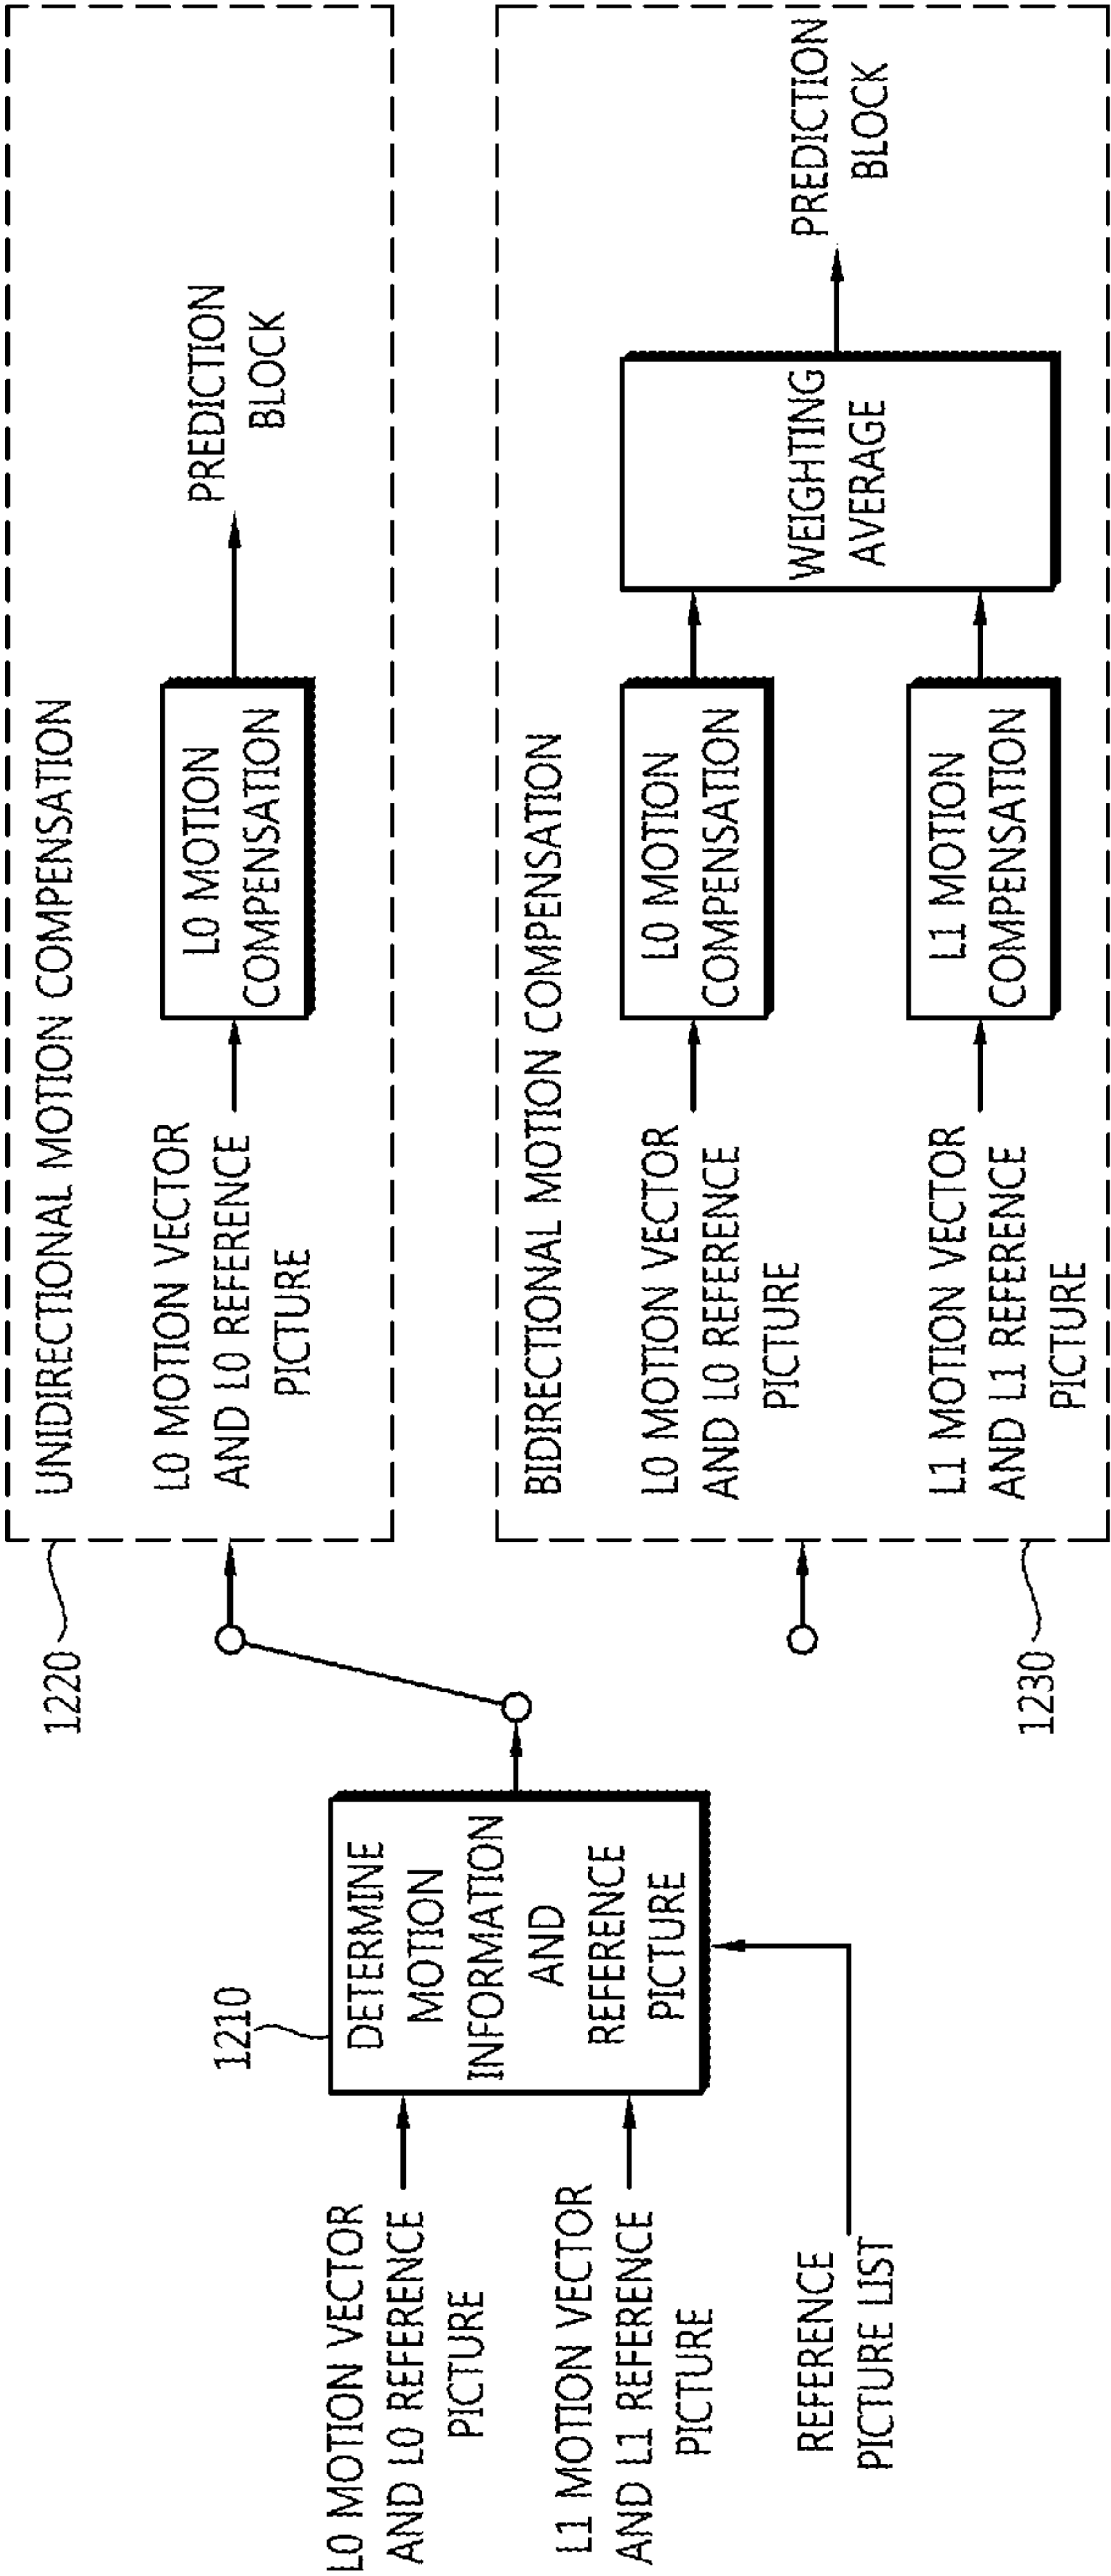 L0 MOTION VECTOR
AND L0 REFERENCE
PICTURE
L1 MOTION VECTOR
AND L1 REFERENCE
PICTURE
REFERENCE
PICTURE LIST
1210
DETERMINE
MOTION
INFORMATION
AND
REFERENCE
PICTURE
1220
UNIDIRECTIONAL MOTION COMPENSATION
L0 MOTION VECTOR
AND L0 REFERENCE
PICTURE
L0 MOTION
COMPENSATION
PREDICTION
BLOCK
1230
BIDIRECTIONAL MOTION COMPENSATION
L0 MOTION VECTOR
AND L0 REFERENCE
PICTURE
L0 MOTION
COMPENSATION
L1 MOTION VECTOR
AND L1 REFERENCE
PICTURE
L1 MOTION
COMPENSATION
WEIGHTING
AVERAGE
PREDICTION
BLOCK